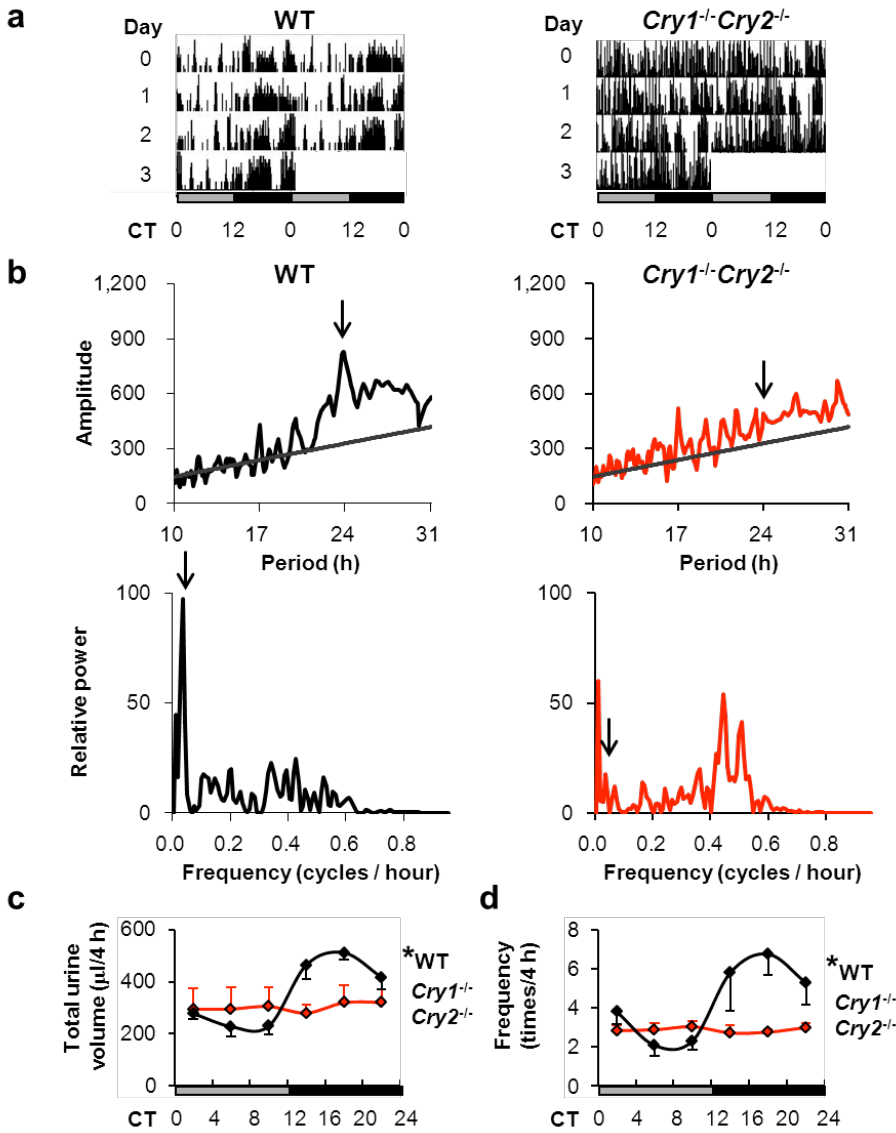 a
Day WT
0
1
2
3
CT 0 12 0 12 0
Day Cry1-/-Cry2-/-
0
1
2
3
CT 0 12 0 12 0
b
WT
1,200
900
600
300
0
Amplitude
10 17 24 31
Period (h)
Cry1-/-Cry2-/-
1,200
900
600
300
0
10 17 24 31
Period (h)
100
50
0
Relative power
0.0 0.2 0.4 0.6 0.8
Frequency (cycles / hour)
100
50
0
0.0 0.2 0.4 0.6 0.8
Frequency (cycles / hour)
c
Total urine
volume (µl/4 h)
600
400
200
0
*WT
Cry1-/-
Cry2-/-
CT 0 4 8 12 16 20 24
d
Frequency
(times/4 h)
8
6
4
2
0
*WT
Cry1-/-
Cry2-/-
CT 0 4 8 12 16 20 24